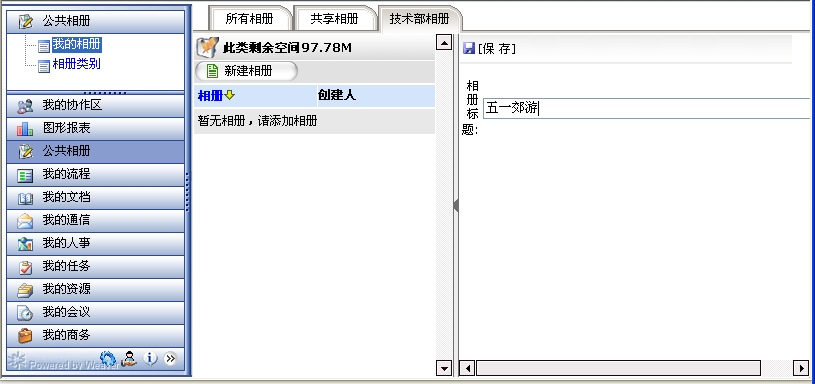 公共相册
我的相册
相册类别
我的协作区
图形报表
公共相册
我的流程
我的文档
我的通信
我的人事
我的任务
我的资源
我的会议
我的商务
Powered by Weaver
所有相册 共享相册 技术部相册
此类剩余空间97.78M
新建相册
相册 创建人
暂无相册，请添加相册
[保 存]
相
册
标
题:
五一郊游